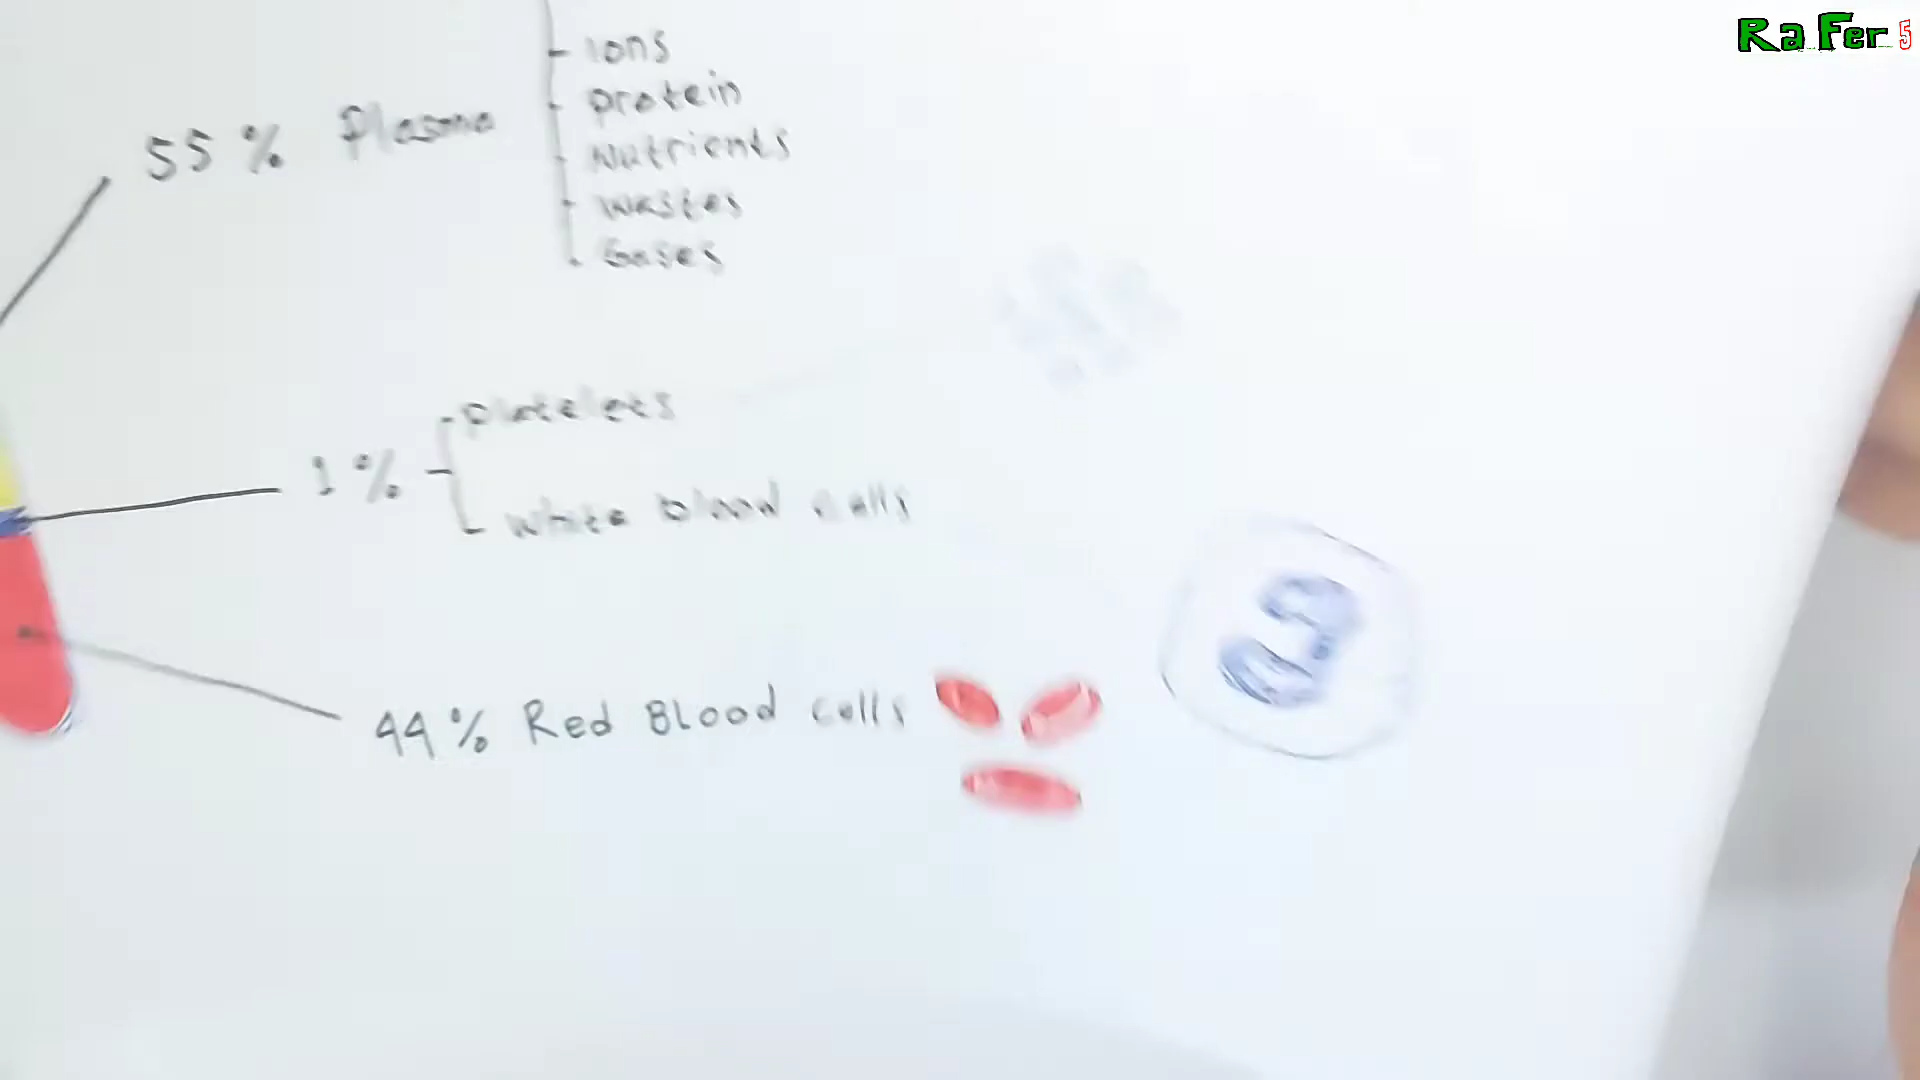 Ra Fer 5
Ions
protein
55% Plasma
Nutrients
wastes
Gases
platelets
1%
white blood cells
44% Red Blood cells